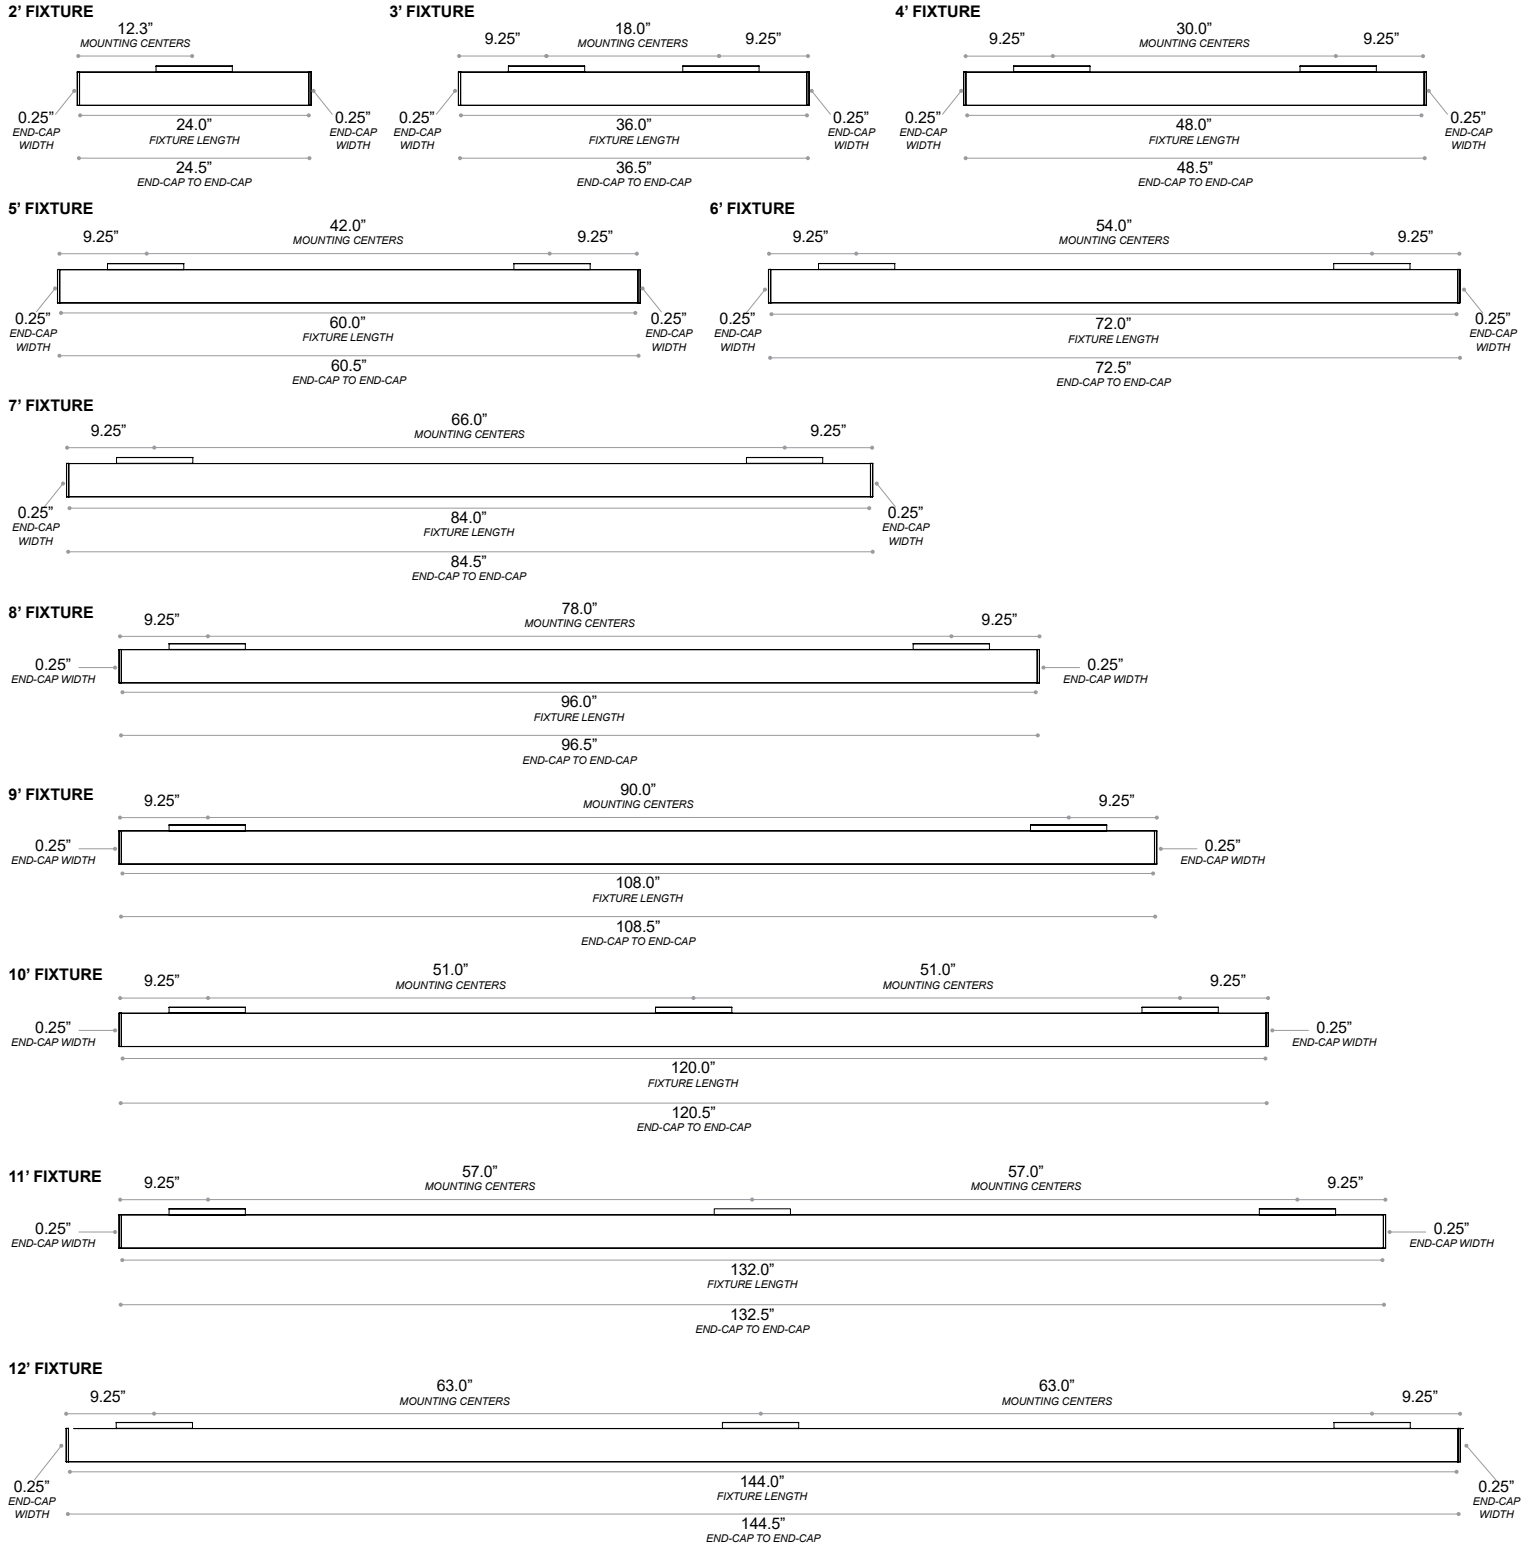 2’ FIXTURE
12.3”
MOUNTING CENTERS
0.25”
END-CAP
WIDTH
24.0”
FIXTURE LENGTH
0.25”
END-CAP
WIDTH
24.5”
END-CAP TO END-CAP
3’ FIXTURE
9.25”
18.0”
MOUNTING CENTERS
9.25”
0.25”
END-CAP
WIDTH
36.0”
FIXTURE LENGTH
0.25”
END-CAP
WIDTH
36.5”
END-CAP TO END-CAP
4’ FIXTURE
9.25”
30.0”
MOUNTING CENTERS
9.25”
0.25”
END-CAP
WIDTH
48.0”
FIXTURE LENGTH
0.25”
END-CAP
WIDTH
48.5”
END-CAP TO END-CAP
5’ FIXTURE
9.25”
42.0”
MOUNTING CENTERS
9.25”
0.25”
END-CAP
WIDTH
60.0”
FIXTURE LENGTH
0.25”
END-CAP
WIDTH
60.5”
END-CAP TO END-CAP
6’ FIXTURE
9.25”
54.0”
MOUNTING CENTERS
9.25”
0.25”
END-CAP
WIDTH
72.0”
FIXTURE LENGTH
0.25”
END-CAP
WIDTH
72.5”
END-CAP TO END-CAP
7’ FIXTURE
9.25”
66.0”
MOUNTING CENTERS
9.25”
0.25”
END-CAP
WIDTH
84.0”
FIXTURE LENGTH
0.25”
END-CAP
WIDTH
84.5”
END-CAP TO END-CAP
8’ FIXTURE
9.25”
78.0”
MOUNTING CENTERS
9.25”
0.25”
END-CAP WIDTH
0.25”
END-CAP WIDTH
96.0”
FIXTURE LENGTH
96.5”
END-CAP TO END-CAP
9’ FIXTURE
9.25”
90.0”
MOUNTING CENTERS
9.25”
0.25”
END-CAP WIDTH
0.25”
END-CAP WIDTH
108.0”
FIXTURE LENGTH
108.5”
END-CAP TO END-CAP
10’ FIXTURE
9.25”
51.0”
MOUNTING CENTERS
51.0”
MOUNTING CENTERS
9.25”
0.25”
END-CAP WIDTH
0.25”
END-CAP WIDTH
120.0”
FIXTURE LENGTH
120.5”
END-CAP TO END-CAP
11’ FIXTURE
9.25”
57.0”
MOUNTING CENTERS
57.0”
MOUNTING CENTERS
9.25”
0.25”
END-CAP WIDTH
0.25”
END-CAP WIDTH
132.0”
FIXTURE LENGTH
132.5”
END-CAP TO END-CAP
12’ FIXTURE
9.25”
63.0”
MOUNTING CENTERS
63.0”
MOUNTING CENTERS
9.25”
0.25”
END-CAP
WIDTH
144.0”
FIXTURE LENGTH
0.25”
END-CAP
WIDTH
144.5”
END-CAP TO END-CAP